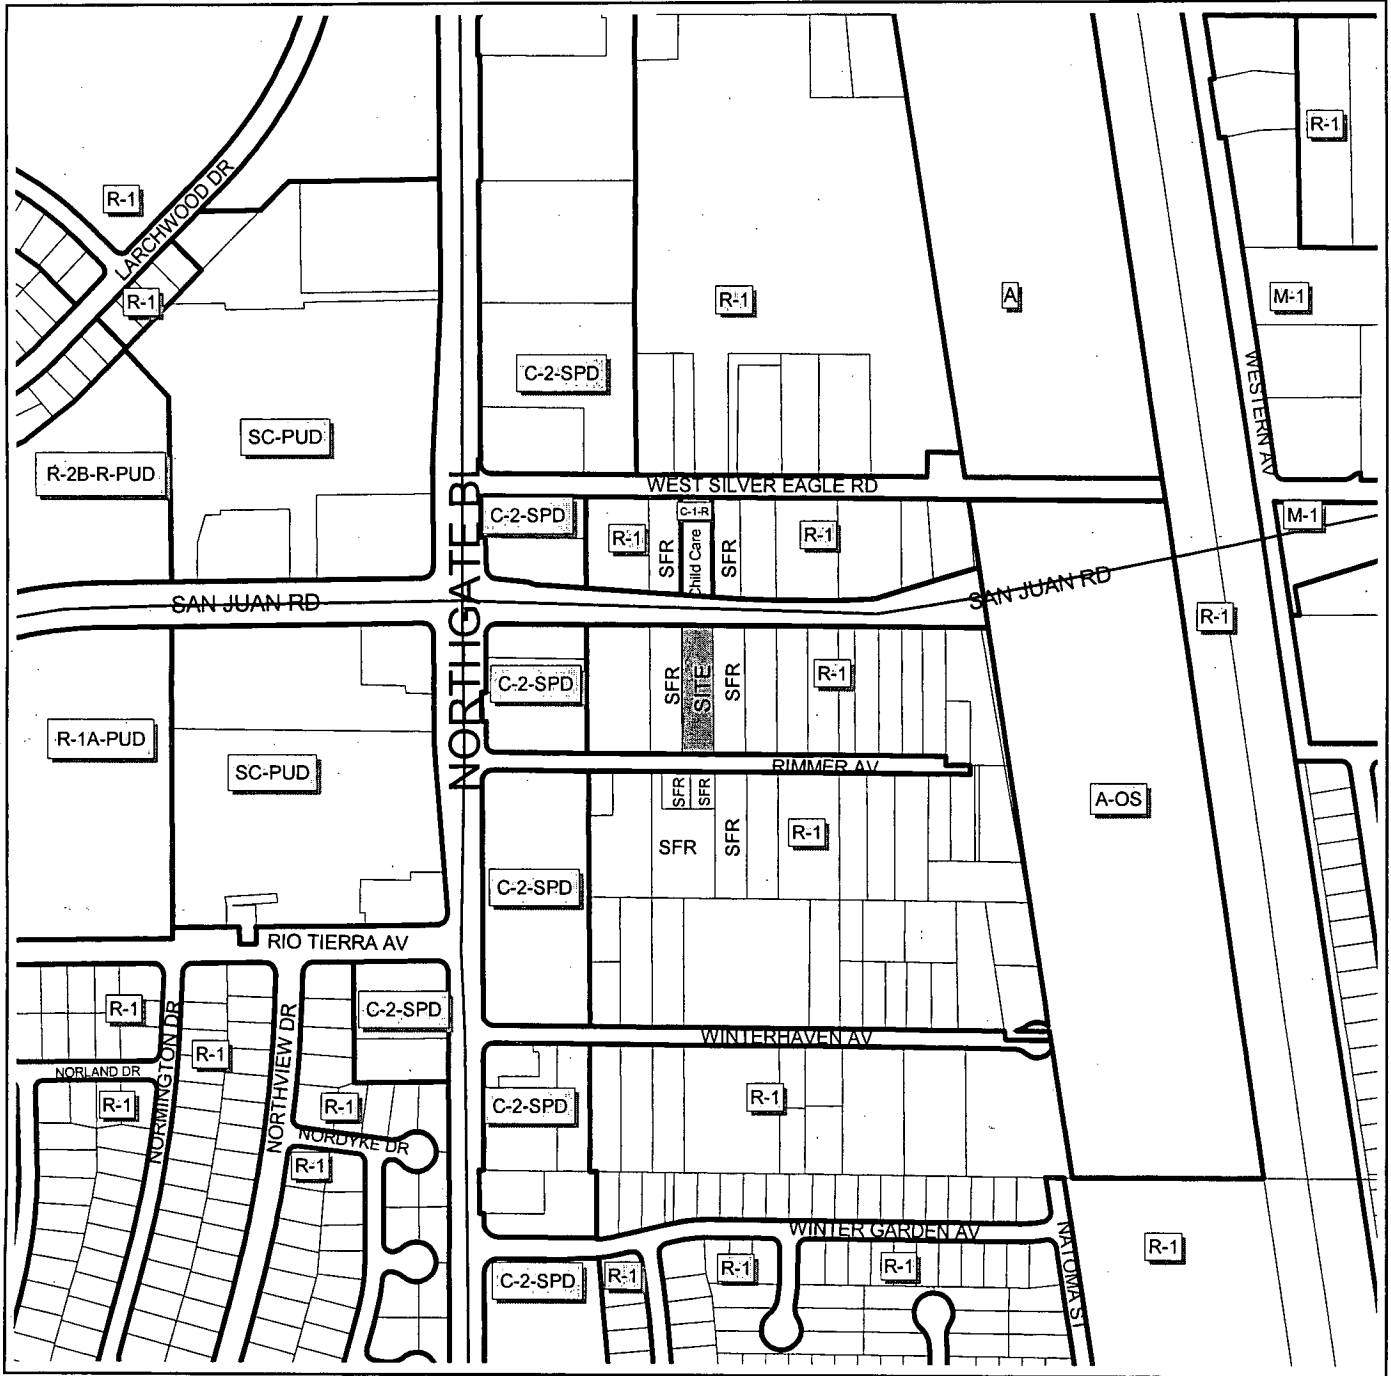 R-1
R-1
LARCHWOOD DR
R-1
R-1
A
M-1
C-2-SPD
WESTERN AV
SC-PUD
R-2B-R-PUD
WEST SILVER EAGLE RD
NORTHGATE BL
C-2-SPD
C-1-R
R-1
SFR
Child Care
SFR
R-1
M-1
SAN JUAN RD
SAN JUAN RD
R-1
C-2-SPD
SFR
SITE
SFR
R-1
R-1A-PUD
SC-PUD
RIMMER AV
SFR
SFR
SFR
SFR
R-1
A-OS
C-2-SPD
RIO TIERRA AV
R-1
C-2-SPD
NORMINGTON DR
R-1
NORTHVIEW DR
WINTERHAVEN AV
NORLAND DR
R-1
R-1
C-2-SPD
R-1
NORDYKE DR
R-1
WINTER GARDEN AV
NATOMA ST
R-1
C-2-SPD
R-1
R-1
R-1